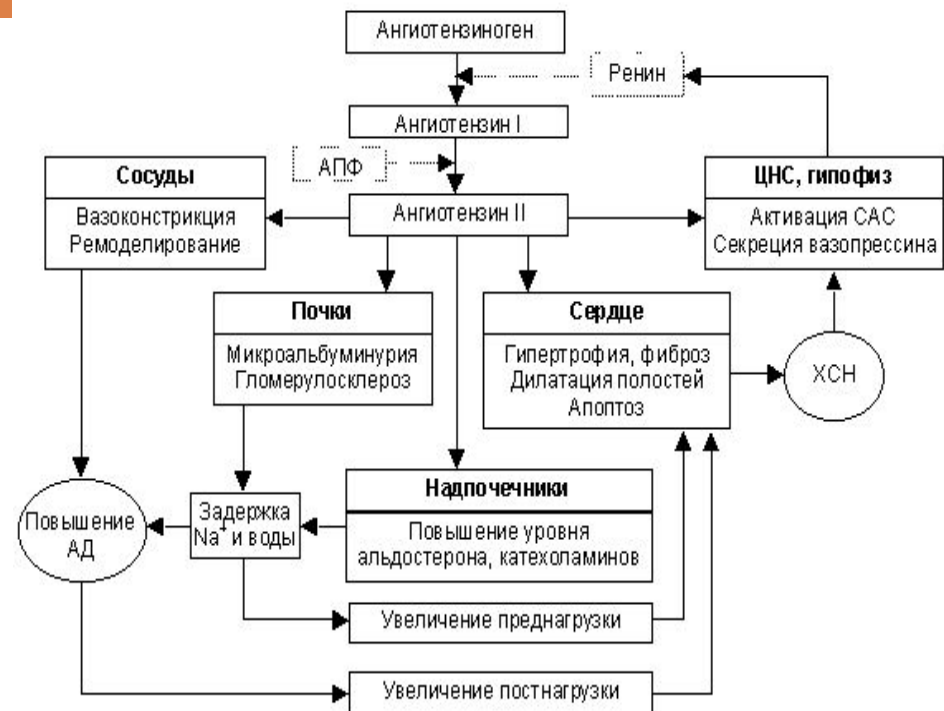 Ангиотензиноген
Ренин
Ангиотензин I
АПФ
Сосуды
Вазоконстрикция
Ремоделирование
Ангиотензин II
ЦНС, гипофиз
Активация САС
Секреция вазопрессина
Почки
Микроальбуминурия
Гломерулосклероз
Сердце
Гипертрофия, фиброз
Дилатация полостей
Апоптоз
ХСН
Повышение
АД
Задержка
Na⁺ и воды
Надпочечники
Повышение уровня
альдостерона, катехоламинов
Увеличение преднагрузки
Увеличение постнагрузки